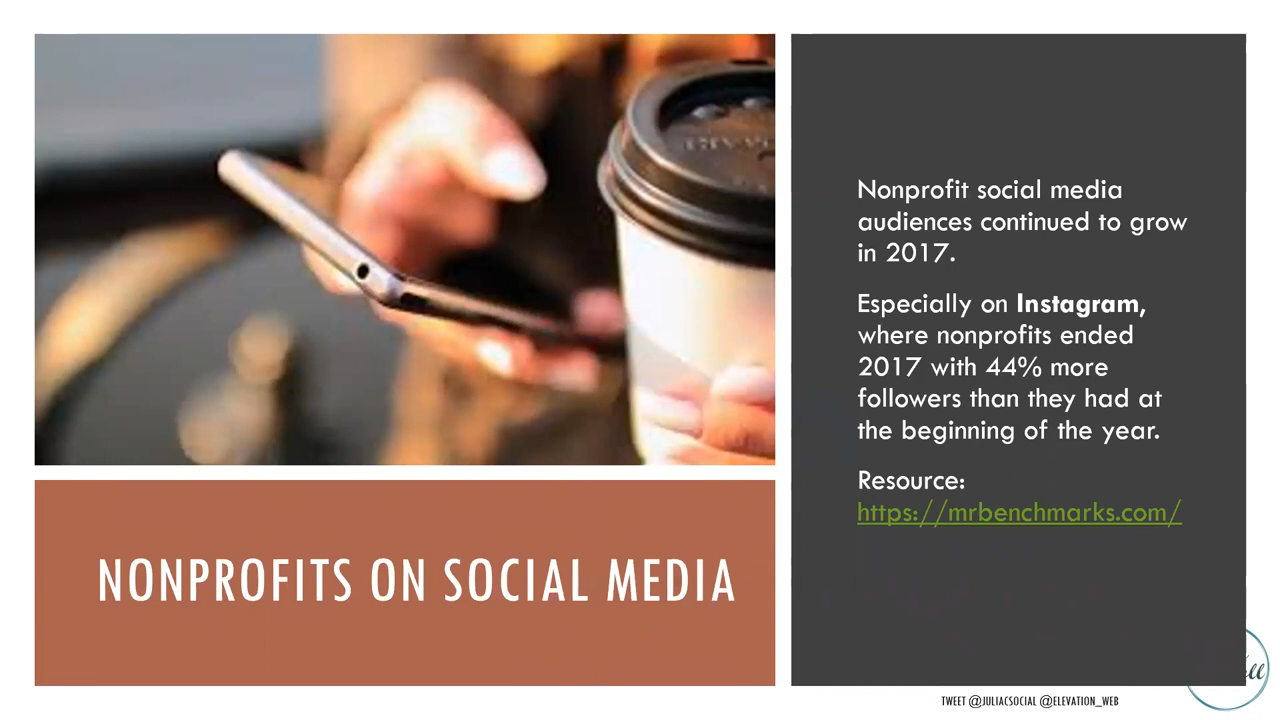 NONPROFITS ON SOCIAL MEDIA
Nonprofit social media
audiences continued to grow
in 2017.
Especially on Instagram,
where nonprofits ended
2017 with 44% more
followers than they had at
the beginning of the year.
Resource:
https://mrbenchmarks.com/
TWEET @JULIACSOCIAL @ELEVATION_WEB